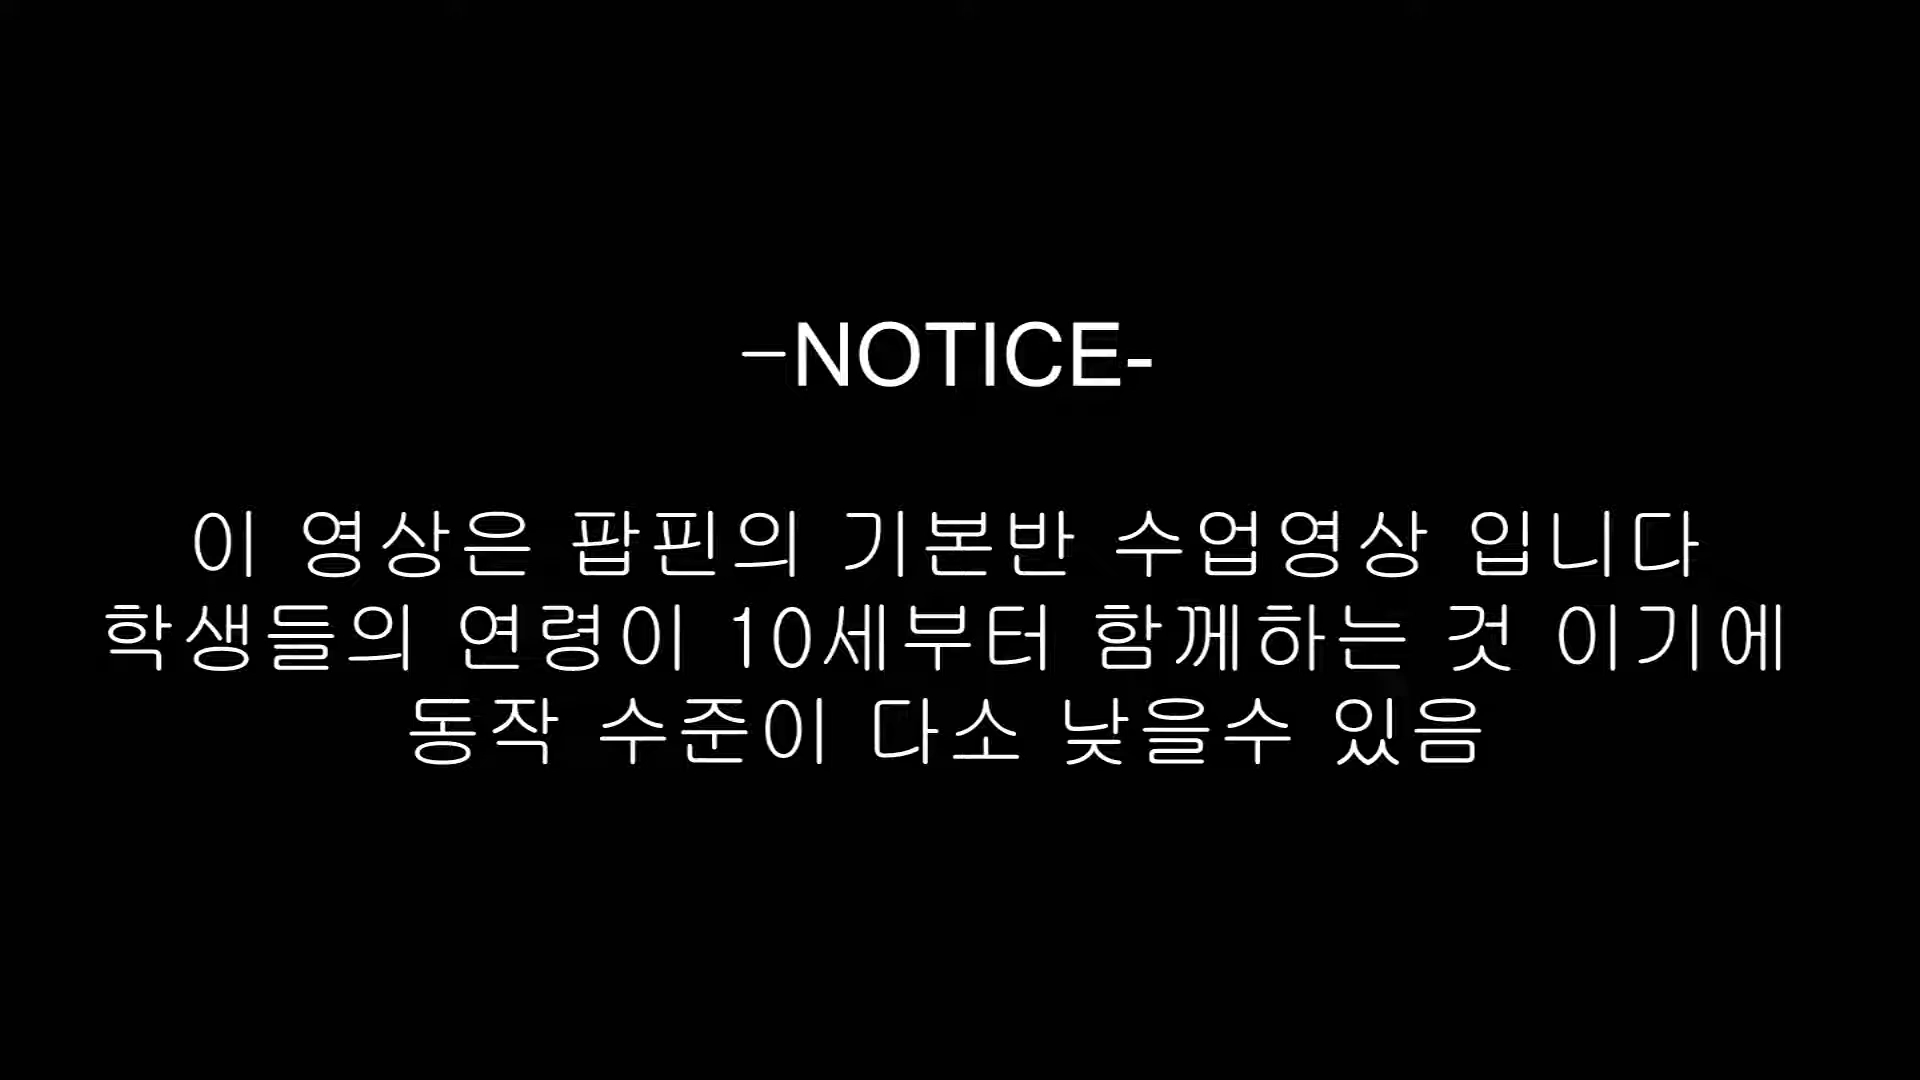 -NOTICE-
이 영상은 팝핀의 기본반 수업영상 입니다
학생들의 연령이 10세부터 함께하는 것 이기에
동작 수준이 다소 낮을수 있음